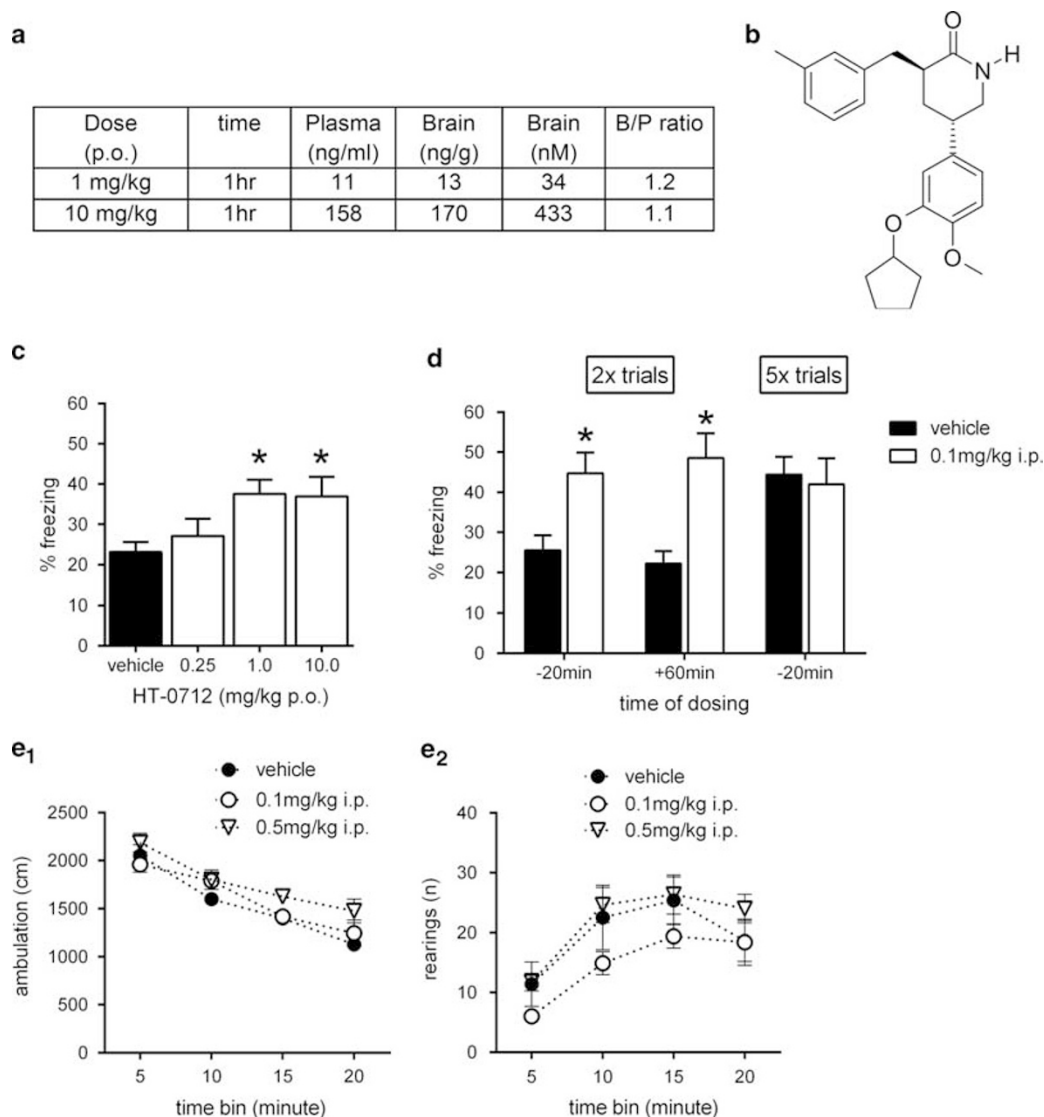 a
Dose (p.o.) time Plasma (ng/ml) Brain (ng/g) Brain (nM) B/P ratio
1 mg/kg 1hr 11 13 34 1.2
10 mg/kg 1hr 158 170 433 1.1
b
O
N H
O
O
c
60
50
40
30
20
10
0
% freezing
* *
vehicle 0.25 1.0 10.0
HT-0712 (mg/kg p.o.)
d
2x trials 5x trials
vehicle
0.1mg/kg i.p.
60
50
40
30
20
10
0
% freezing
* *
-20min +60min -20min
time of dosing
e1
vehicle
0.1mg/kg i.p.
0.5mg/kg i.p.
2500
2000
1500
1000
500
0
ambulation (cm)
5 10 15 20
time bin (minute)
e2
vehicle
0.1mg/kg i.p.
0.5mg/kg i.p.
40
30
20
10
0
rearings (n)
5 10 15 20
time bin (minute)